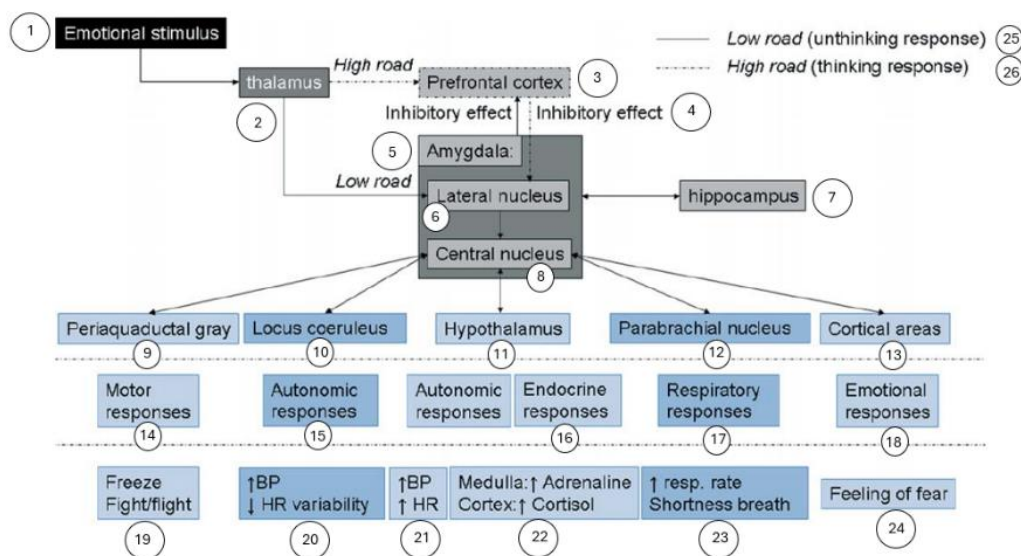 1
Emotional stimulus
Low road (unthinking response)
25
High road (thinking response)
26
High road
thalamus
Prefrontal cortex
3
2
Inhibitory effect
Inhibitory effect
4
5
Amygdala:
Low road
Lateral nucleus
6
hippocampus
7
Central nucleus
8
Periaquaductal gray
Locus coeruleus
Hypothalamus
Parabrachial nucleus
Cortical areas
9
10
11
12
13
Motor
responses
Autonomic
responses
Autonomic
responses
Endocrine
responses
Respiratory
responses
Emotional
responses
14
15
16
17
18
Freeze
Fight/flight
↑BP
↓ HR variability
↑BP
↑ HR
Medulla:↑ Adrenaline
Cortex:↑ Cortisol
↑ resp. rate
Shortness breath
Feeling of fear
19
20
21
22
23
24